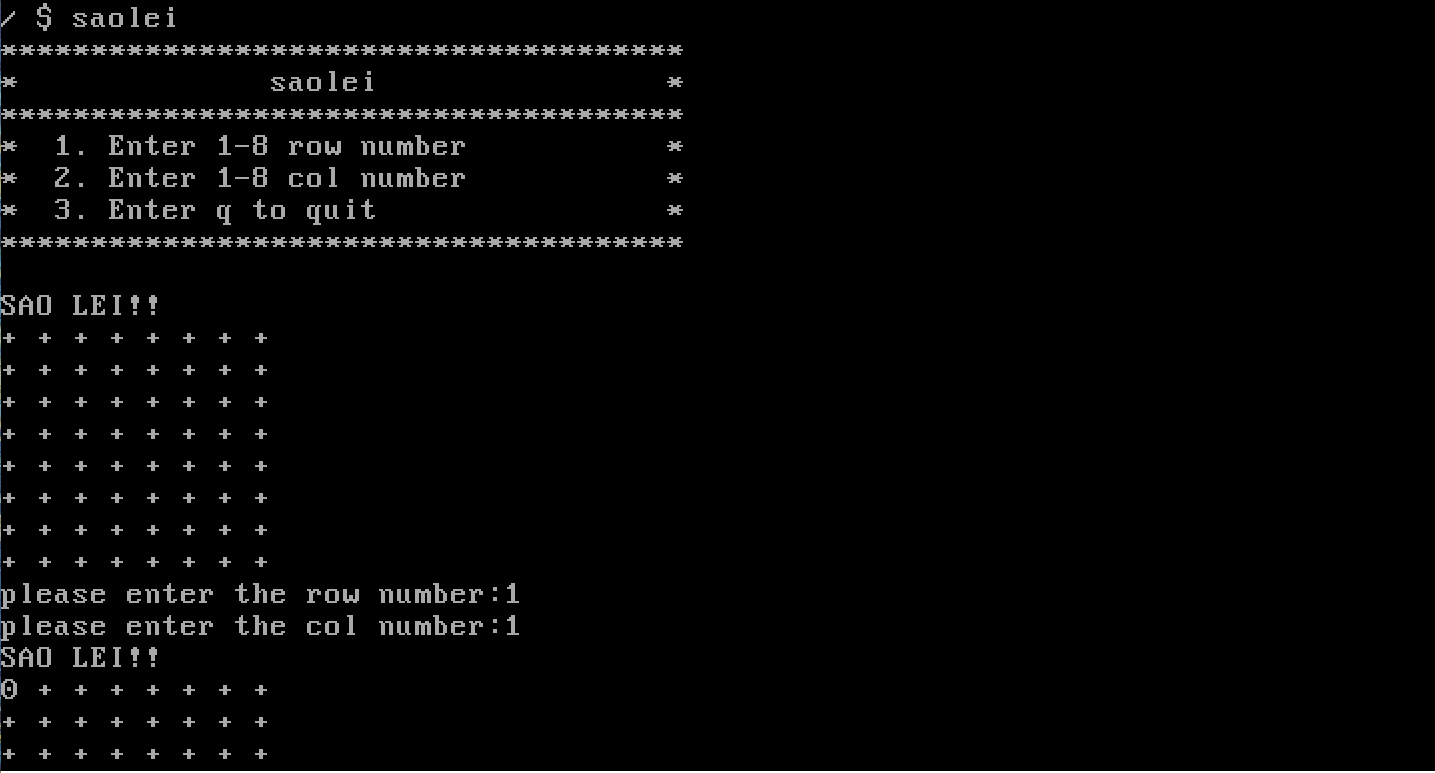 / $ saolei
**************************************
*              saolei                *
**************************************
*  1. Enter 1-8 row number           *
*  2. Enter 1-8 col number           *
*  3. Enter q to quit                *
**************************************

SAO LEI!!
+ + + + + + + +
+ + + + + + + +
+ + + + + + + +
+ + + + + + + +
+ + + + + + + +
+ + + + + + + +
+ + + + + + + +
+ + + + + + + +
please enter the row number:1
please enter the col number:1
SAO LEI!!
0 + + + + + + +
+ + + + + + + +
+ + + + + + + +